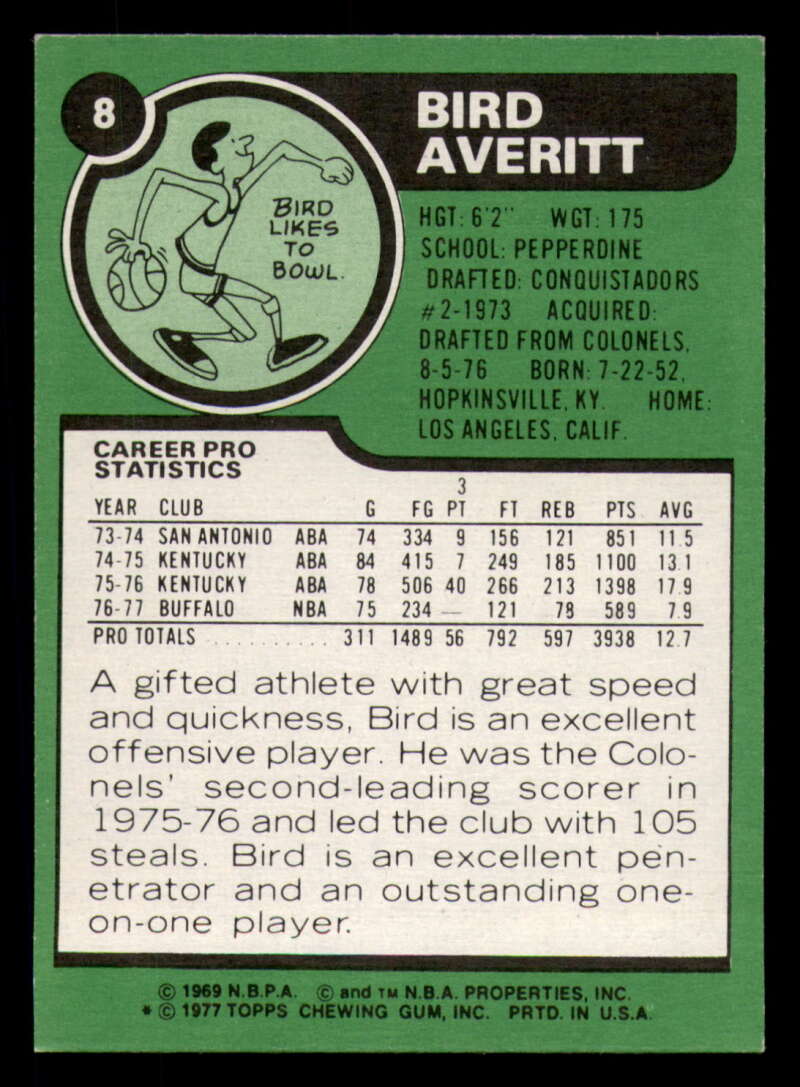 8
BIRD
AVERITT
BIRD
LIKES
TO
BOWL.
HGT: 6'2" WGT: 175
SCHOOL: PEPPERDINE
DRAFTED: CONQUISTADORS
#2-1973 ACQUIRED:
DRAFTED FROM COLONELS,
8-5-76 BORN: 7-22-52,
HOPKINSVILLE, KY. HOME:
LOS ANGELES, CALIF.
CAREER PRO
STATISTICS
3
YEAR CLUB G FG PT FT REB PTS AVG
73-74 SAN ANTONIO ABA 74 334 9 156 121 851 11.5
74-75 KENTUCKY ABA 84 415 7 249 185 1100 13.1
75-76 KENTUCKY ABA 78 506 40 266 213 1398 17.9
76-77 BUFFALO NBA 75 234 — 121 78 589 7.9
PRO TOTALS ........... 311 1489 56 792 597 3938 12.7
A gifted athlete with great speed
and quickness, Bird is an excellent
offensive player. He was the Colo-
nels' second-leading scorer in
1975-76 and led the club with 105
steals. Bird is an excellent pen-
etrator and an outstanding one-
on-one player.
© 1969 N.B.P.A. © and TM N.B.A. PROPERTIES, INC.
* © 1977 TOPPS CHEWING GUM, INC. PRTD. IN U.S.A.